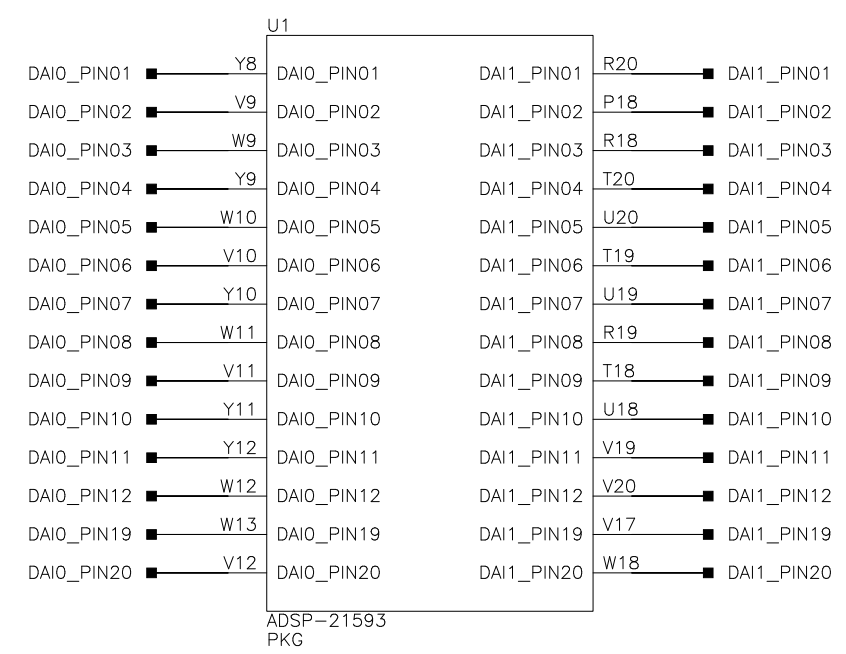 U1
DAI0_PIN01 Y8 DAI0_PIN01 DAI1_PIN01 R20 DAI1_PIN01
DAI0_PIN02 V9 DAI0_PIN02 DAI1_PIN02 P18 DAI1_PIN02
DAI0_PIN03 W9 DAI0_PIN03 DAI1_PIN03 R18 DAI1_PIN03
DAI0_PIN04 Y9 DAI0_PIN04 DAI1_PIN04 T20 DAI1_PIN04
DAI0_PIN05 W10 DAI0_PIN05 DAI1_PIN05 U20 DAI1_PIN05
DAI0_PIN06 V10 DAI0_PIN06 DAI1_PIN06 T19 DAI1_PIN06
DAI0_PIN07 Y10 DAI0_PIN07 DAI1_PIN07 U19 DAI1_PIN07
DAI0_PIN08 W11 DAI0_PIN08 DAI1_PIN08 R19 DAI1_PIN08
DAI0_PIN09 V11 DAI0_PIN09 DAI1_PIN09 T18 DAI1_PIN09
DAI0_PIN10 Y11 DAI0_PIN10 DAI1_PIN10 U18 DAI1_PIN10
DAI0_PIN11 Y12 DAI0_PIN11 DAI1_PIN11 V19 DAI1_PIN11
DAI0_PIN12 W12 DAI0_PIN12 DAI1_PIN12 V20 DAI1_PIN12
DAI0_PIN19 W13 DAI0_PIN19 DAI1_PIN19 V17 DAI1_PIN19
DAI0_PIN20 V12 DAI0_PIN20 DAI1_PIN20 W18 DAI1_PIN20
ADSP-21593
PKG